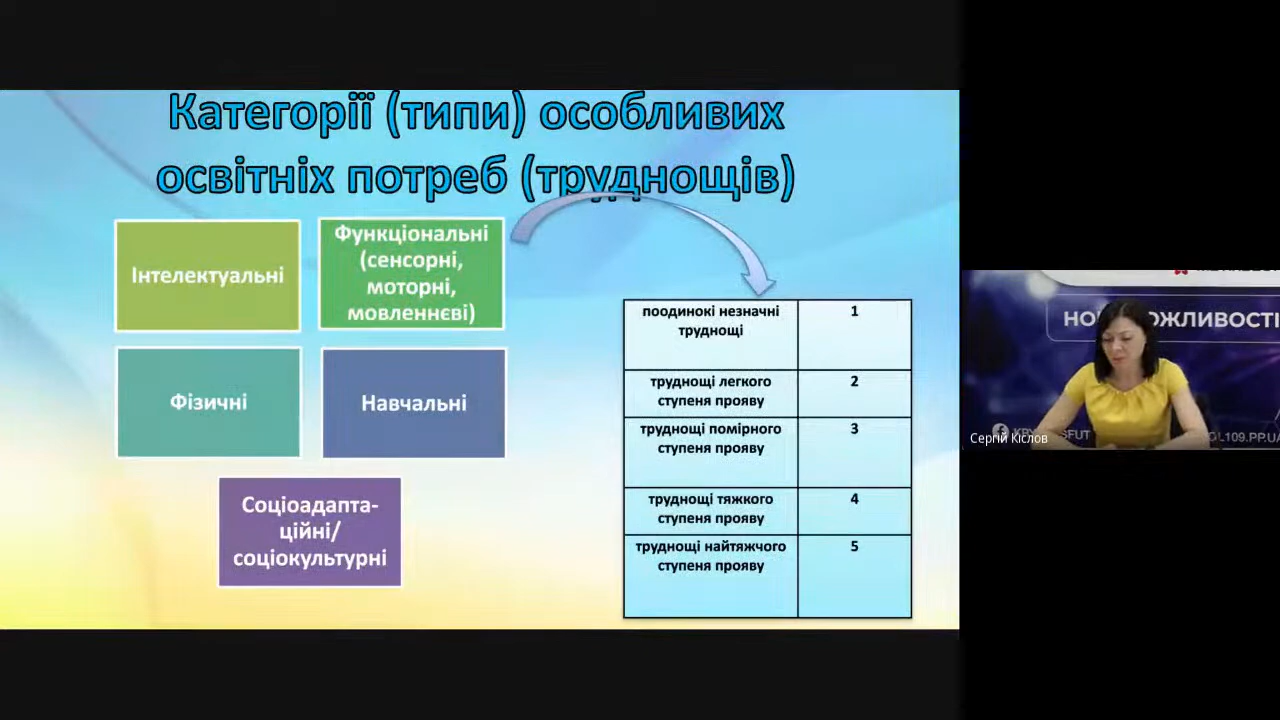 Категорії (типи) особливих
освітніх потреб (труднощів)
Інтелектуальні
Функціональні
(сенсорні,
моторні,
мовленнєві)
Фізичні
Навчальні
Соціоадапта-
ційні/
соціокультурні
поодинокі незначні
труднощі
1
труднощі легкого
ступеня прояву
2
труднощі помірного
ступеня прояву
3
труднощі тяжкого
ступеня прояву
4
труднощі найтяжчого
ступеня прояву
5
ОЖЛИВОСТІ
Сергій Кіслов